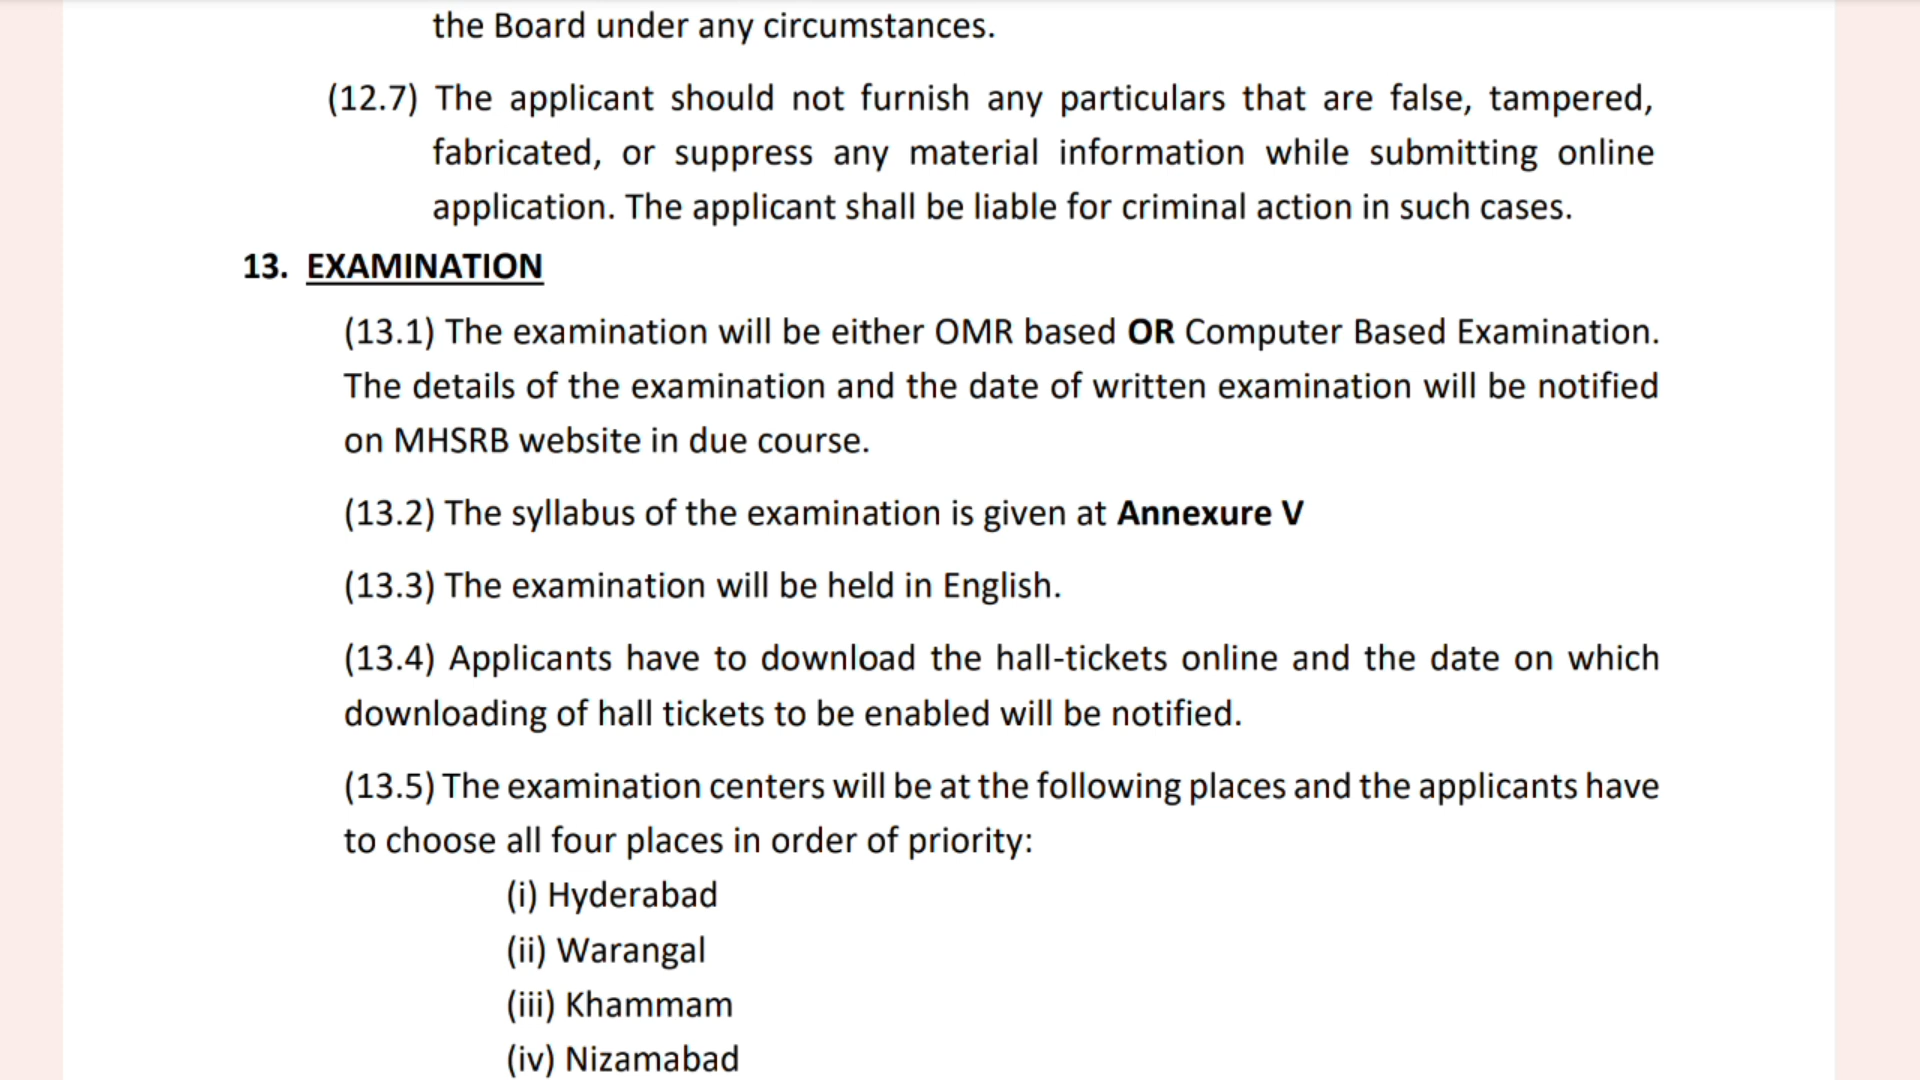 the Board under any circumstances.
(12.7) The applicant should not furnish any particulars that are false, tampered,
fabricated, or suppress any material information while submitting online
application. The applicant shall be liable for criminal action in such cases.
13. EXAMINATION
(13.1) The examination will be either OMR based OR Computer Based Examination.
The details of the examination and the date of written examination will be notified
on MHSRB website in due course.
(13.2) The syllabus of the examination is given at Annexure V
(13.3) The examination will be held in English.
(13.4) Applicants have to download the hall-tickets online and the date on which
downloading of hall tickets to be enabled will be notified.
(13.5) The examination centers will be at the following places and the applicants have
to choose all four places in order of priority:
(i) Hyderabad
(ii) Warangal
(iii) Khammam
(iv) Nizamabad